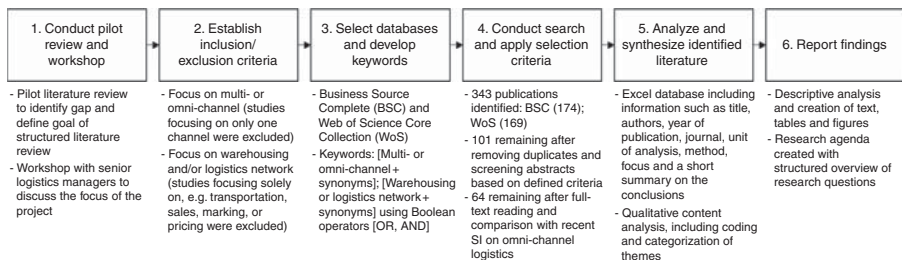 1. Conduct pilot
review and
workshop
2. Establish
inclusion/
exclusion criteria
3. Select databases
and develop
keywords
4. Conduct search
and apply selection
criteria
5. Analyze and
synthesize identified
literature
6. Report findings
- Pilot literature review
to identify gap and
define goal of
structured literature
review
- Workshop with senior
logistics managers to
discuss the focus of the
project
- Focus on multi- or
omni-channel (studies
focusing on only one
channel were excluded)
- Focus on warehousing
and/or logistics network
(studies focusing solely
on, e.g. transportation,
sales, marking, or
pricing were excluded)
- Business Source
Complete (BSC) and
Web of Science Core
Collection (WoS)
- Keywords: [Multi- or
omni-channel+
synonyms]; [Warehousing
or logistics network+
synonyms] using Boolean
operators [OR, AND]
- 343 publications
identified: BSC (174);
WoS (169)
- 101 remaining after
removing duplicates and
screening abstracts
based on defined criteria
- 64 remaining after full-
text reading and
comparison with recent
SI on omni-channel
logistics
- Excel database including
information such as title,
authors, year of
publication, journal, unit
of analysis, method,
focus and a short
summary on the
conclusions
- Qualitative content
analysis, including coding
and categorization of
themes
- Descriptive analysis
and creation of text,
tables and figures
- Research agenda
created with
structured overview of
research questions